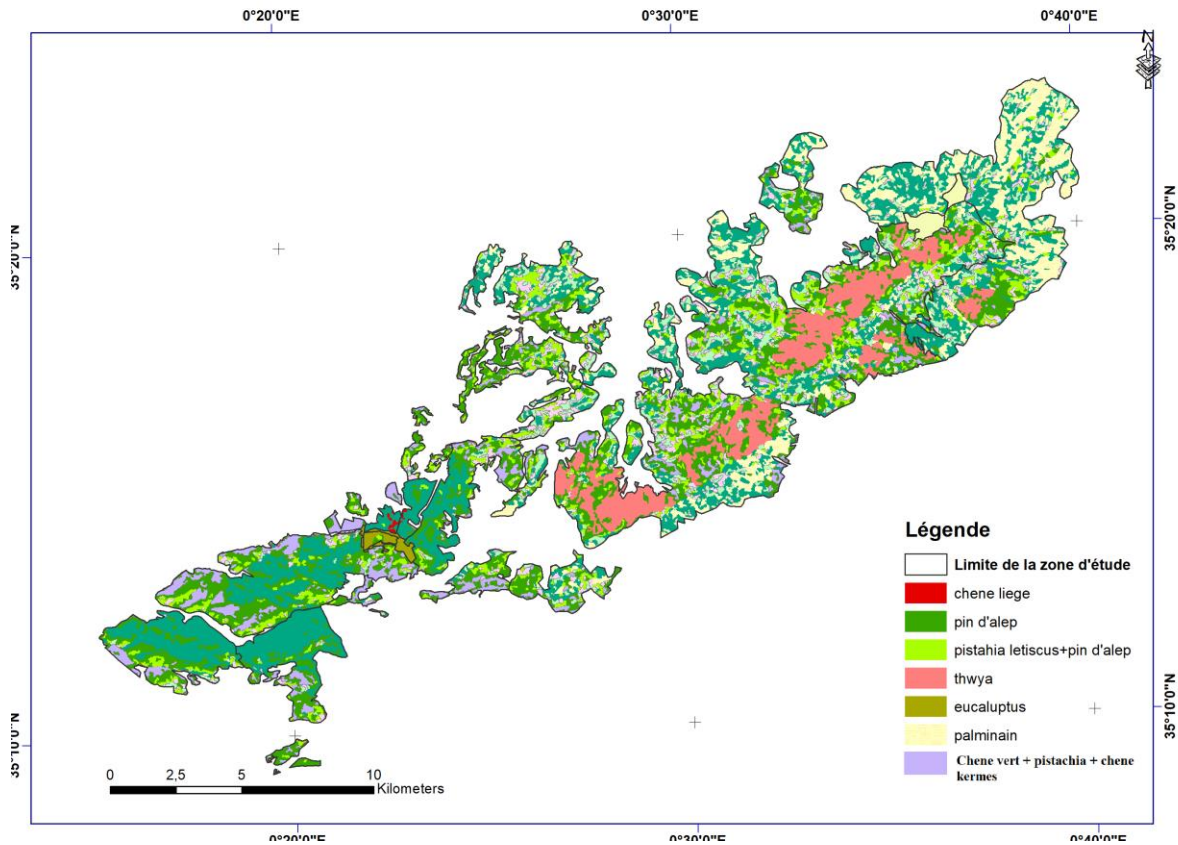 0°20'0"E
0°30'0"E
0°40'0"E
N
35°20'0"N
35°20'0"N
35°10'0"N
35°10'0"N
Légende
Limite de la zone d'étude
chene liege
pin d'alep
pistahia letiscus+pin d'alep
thwya
eucaluptus
palminain
Chene vert + pistachia + chene
kermes
0 2,5 5 10
Kilometers
0°20'0"E
0°30'0"E
0°40'0"E